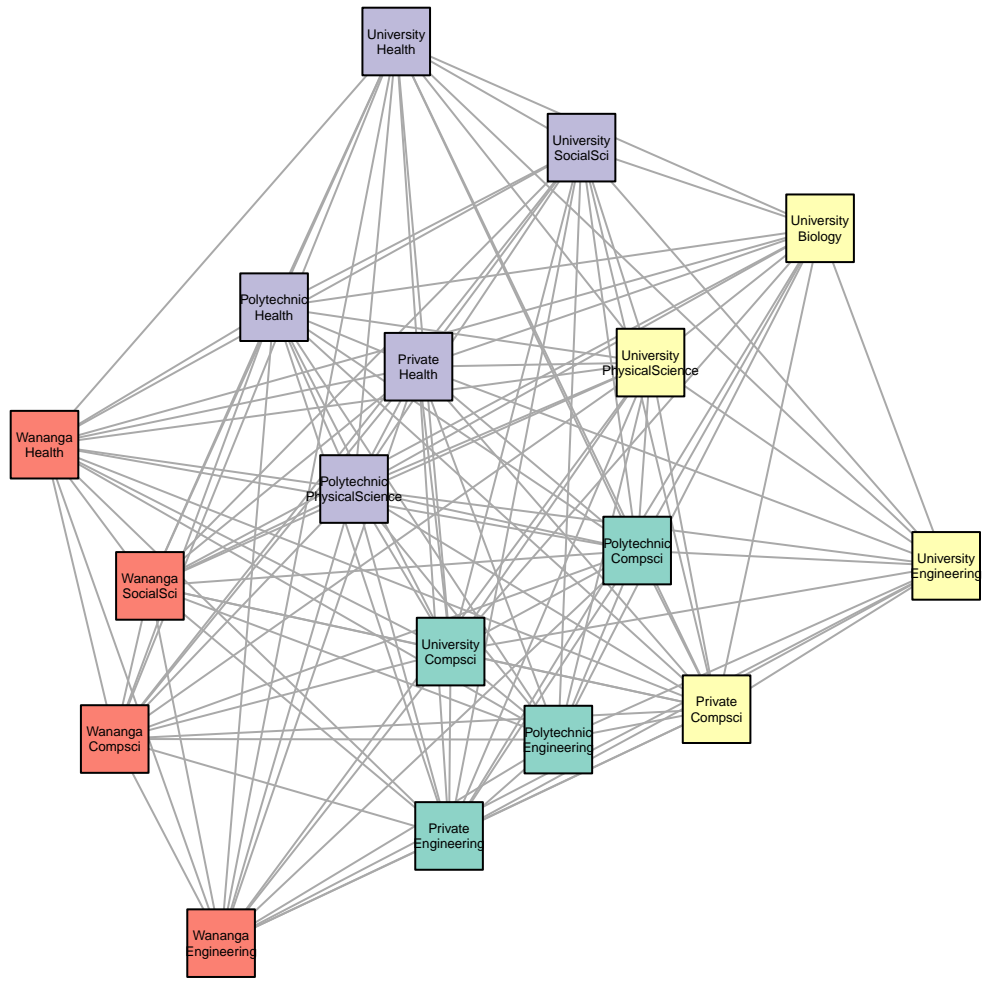 University
Health
University
SocialSci
University
Biology
Polytechnic
Health
Private
Health
University
PhysicalScience
Wananga
Health
Polytechnic
PhysicalScience
Polytechnic
Compsci
University
Engineering
Wananga
SocialSci
University
Compsci
Private
Compsci
Wananga
Compsci
Polytechnic
Engineering
Private
Engineering
Wananga
Engineering